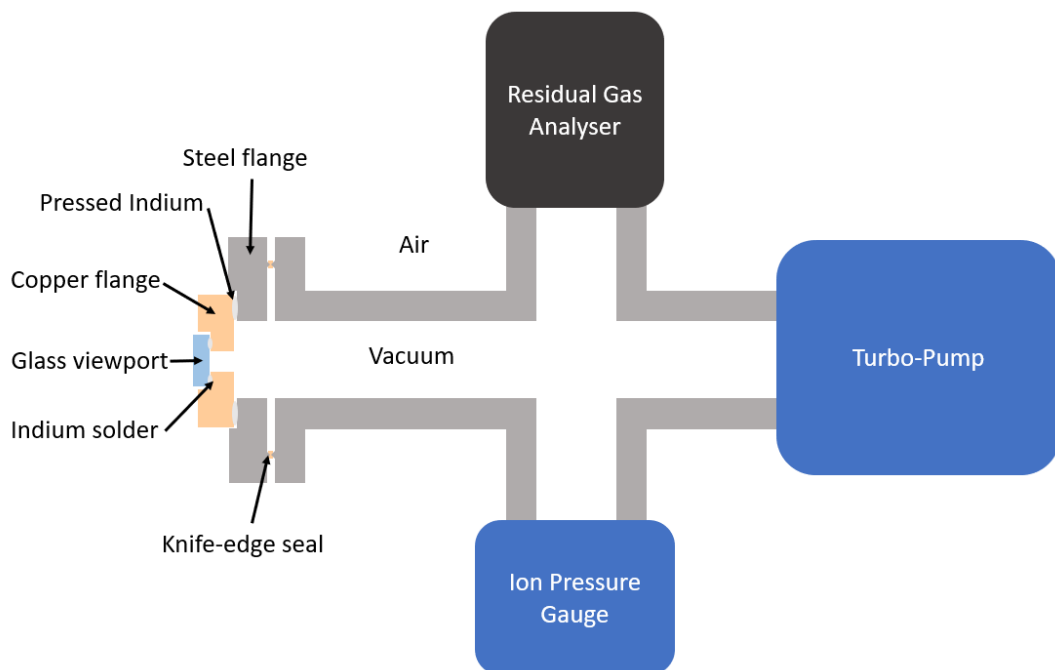 Residual Gas
Analyser
Steel flange
Pressed Indium
Air
Copper flange
Glass viewport
Vacuum
Turbo-Pump
Indium solder
Knife-edge seal
Ion Pressure
Gauge